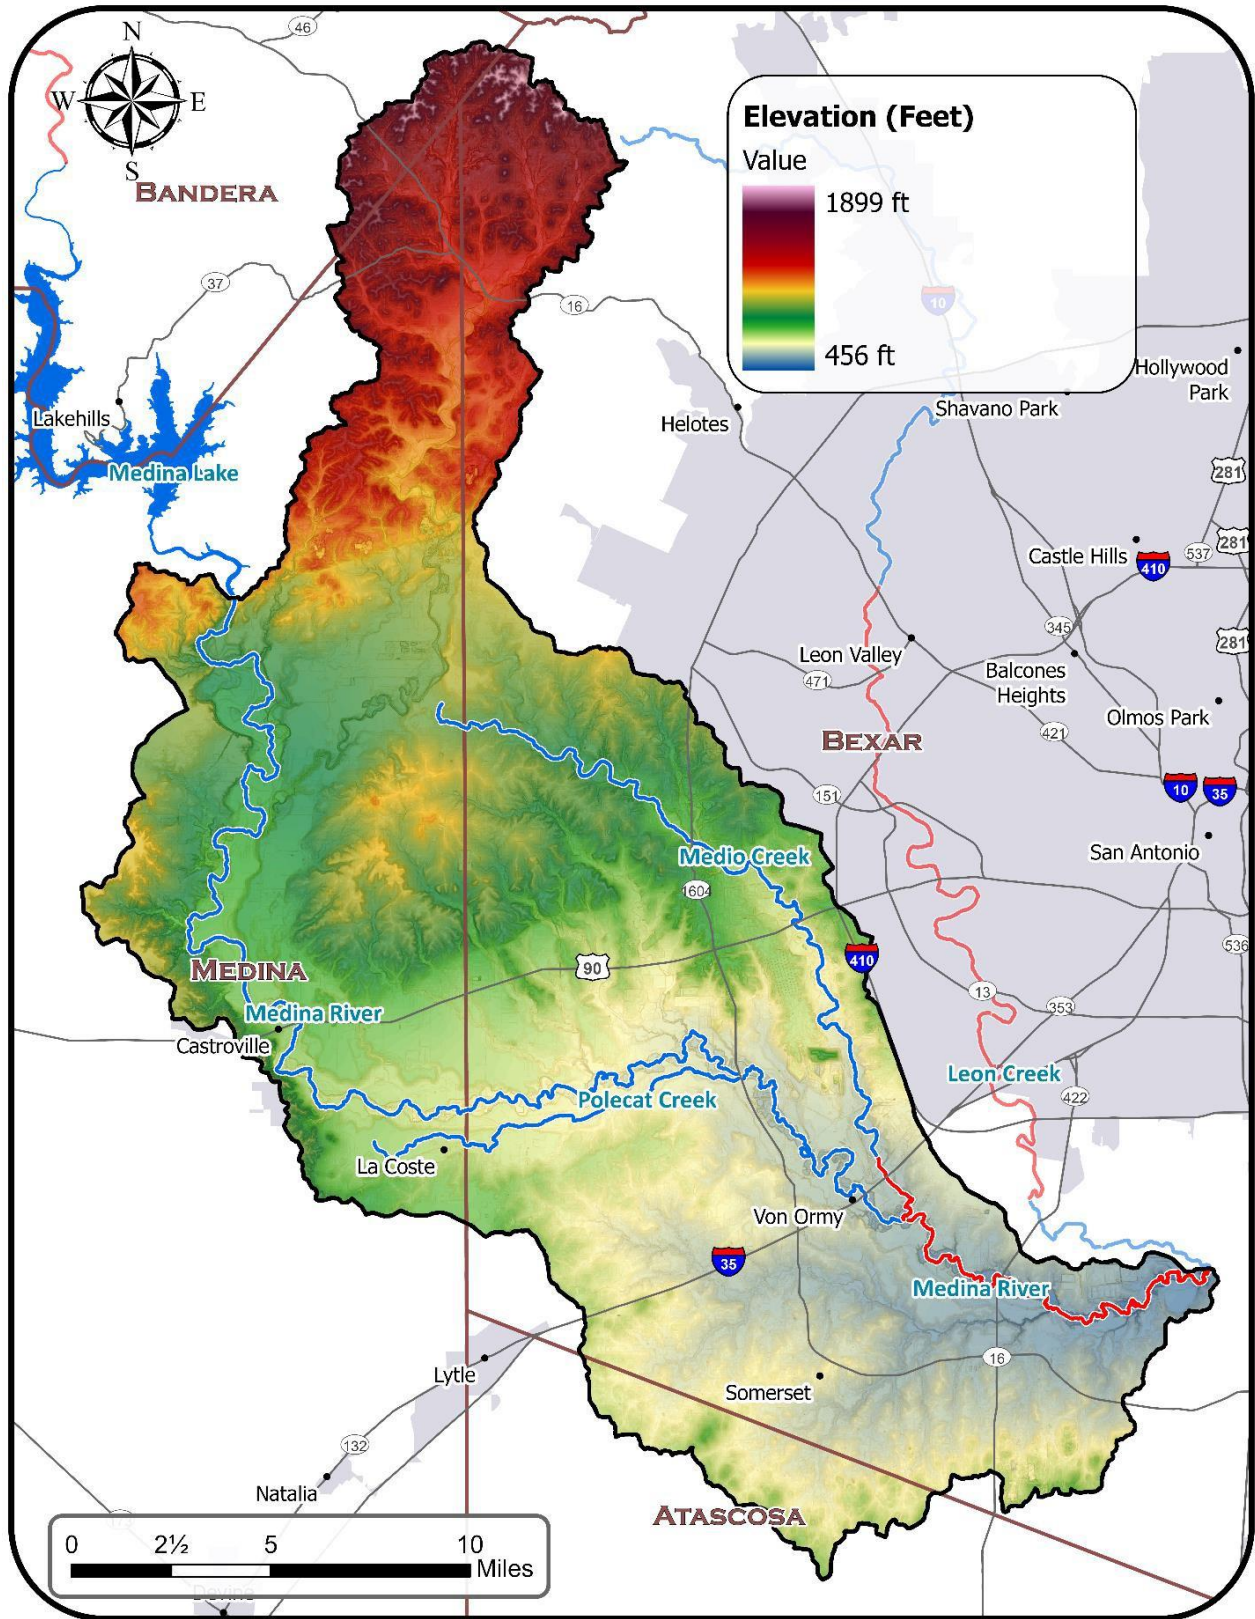 46
N
W
E
S
BANDERA
Elevation (Feet)
Value
1899 ft
456 ft
10
37
16
Hollywood
Park
Shavano Park
Lakehills
Helotes
Medina Lake
281
281
Castle Hills
537
410
345
281
Leon Valley
Balcones
Heights
471
Olmos Park
421
BEXAR
10
35
151
San Antonio
Medio Creek
1604
536
410
90
MEDINA
13
353
Medina River
Castroville
Leon Creek
Polecat Creek
422
La Coste
Von Ormy
35
Medina River
16
Lytle
Somerset
132
Natalia
ATASCOSA
0
2½
5
10
Miles
Devine